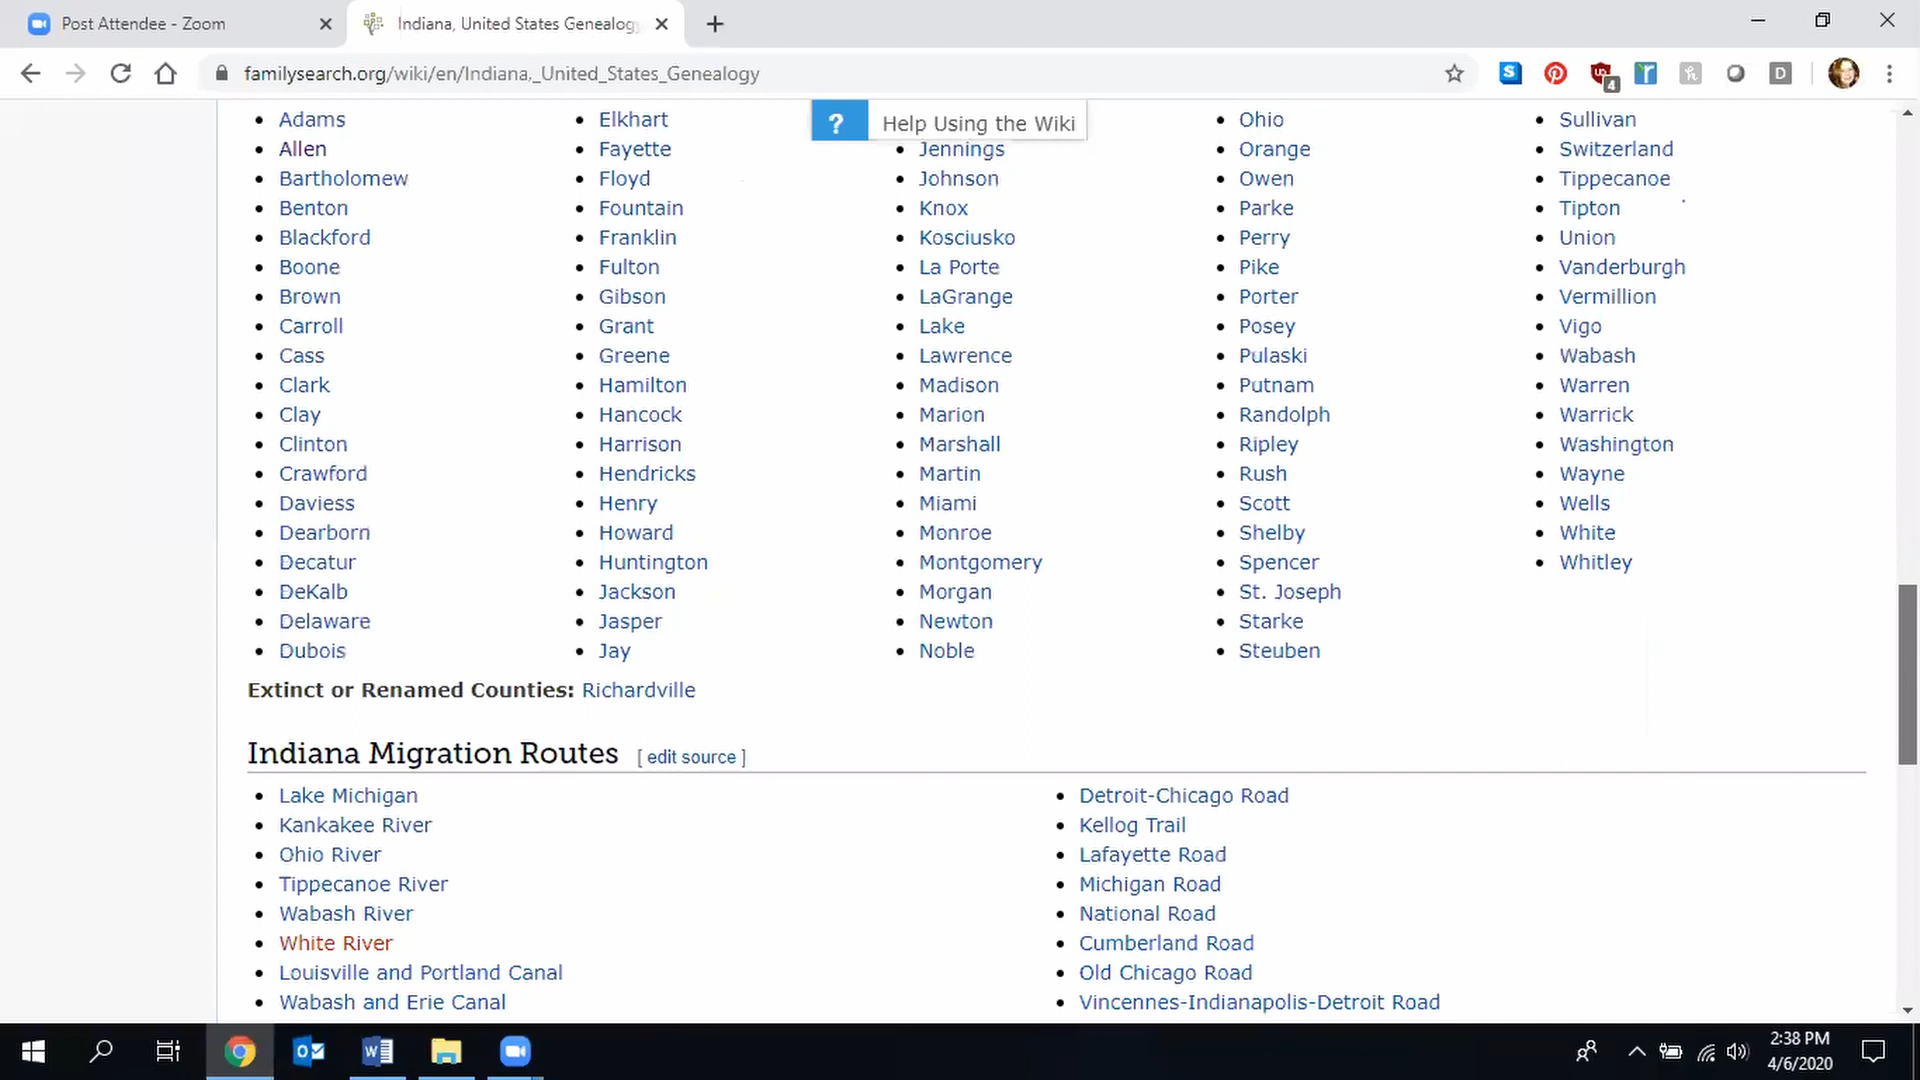 Post Attendee - Zoom
Indiana, United States Genealog
familysearch.org/wiki/en/Indiana,_United_States_Genealogy
4
? Help Using the Wiki
Adams
Allen
Bartholomew
Benton
Blackford
Boone
Brown
Carroll
Cass
Clark
Clay
Clinton
Crawford
Daviess
Dearborn
Decatur
DeKalb
Delaware
Dubois
Elkhart
Fayette
Floyd
Fountain
Franklin
Fulton
Gibson
Grant
Greene
Hamilton
Hancock
Harrison
Hendricks
Henry
Howard
Huntington
Jackson
Jasper
Jay
Jennings
Johnson
Knox
Kosciusko
La Porte
LaGrange
Lake
Lawrence
Madison
Marion
Marshall
Martin
Miami
Monroe
Montgomery
Morgan
Newton
Noble
Ohio
Orange
Owen
Parke
Perry
Pike
Porter
Posey
Pulaski
Putnam
Randolph
Ripley
Rush
Scott
Shelby
Spencer
St. Joseph
Starke
Steuben
Sullivan
Switzerland
Tippecanoe
Tipton
Union
Vanderburgh
Vermillion
Vigo
Wabash
Warren
Warrick
Washington
Wayne
Wells
White
Whitley
Extinct or Renamed Counties: Richardville
Indiana Migration Routes [ edit source ]
Lake Michigan
Kankakee River
Ohio River
Tippecanoe River
Wabash River
White River
Louisville and Portland Canal
Wabash and Erie Canal
Detroit-Chicago Road
Kellog Trail
Lafayette Road
Michigan Road
National Road
Cumberland Road
Old Chicago Road
Vincennes-Indianapolis-Detroit Road
2:38 PM
4/6/2020